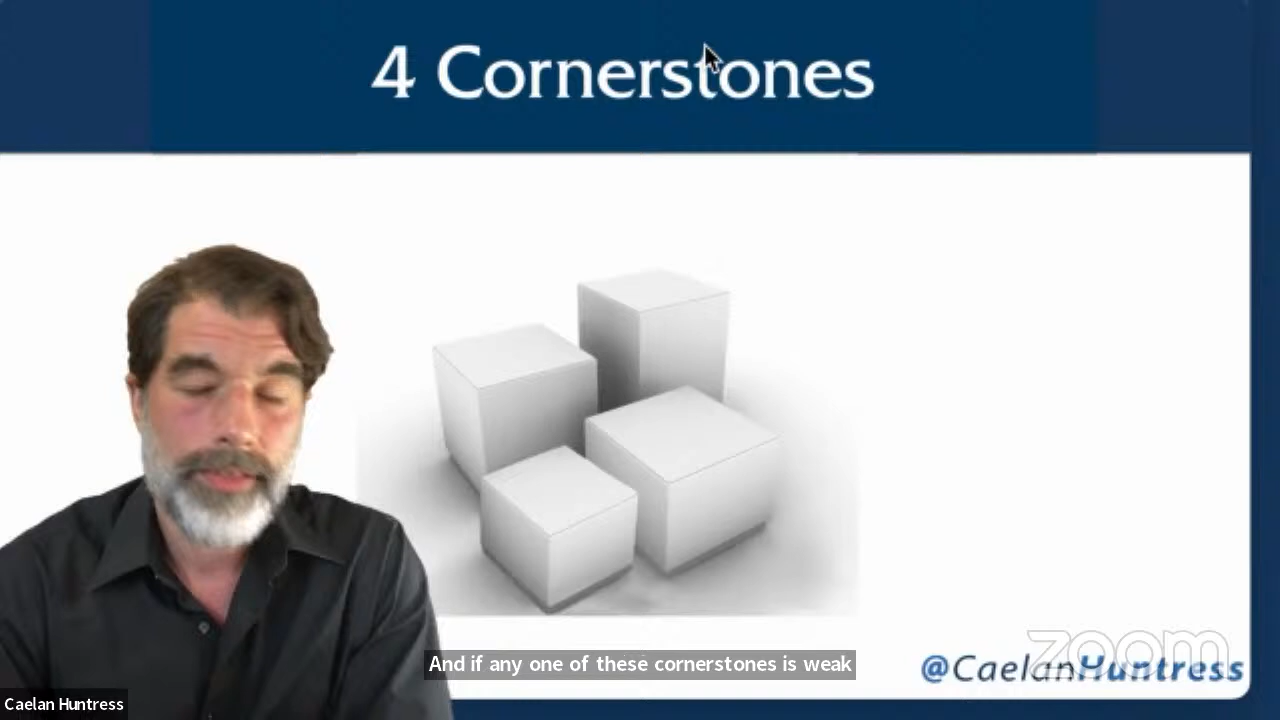 4 Cornerstones
And if any one of these cornerstones is weak
zoom
@CaelanHuntress
Caelan Huntress